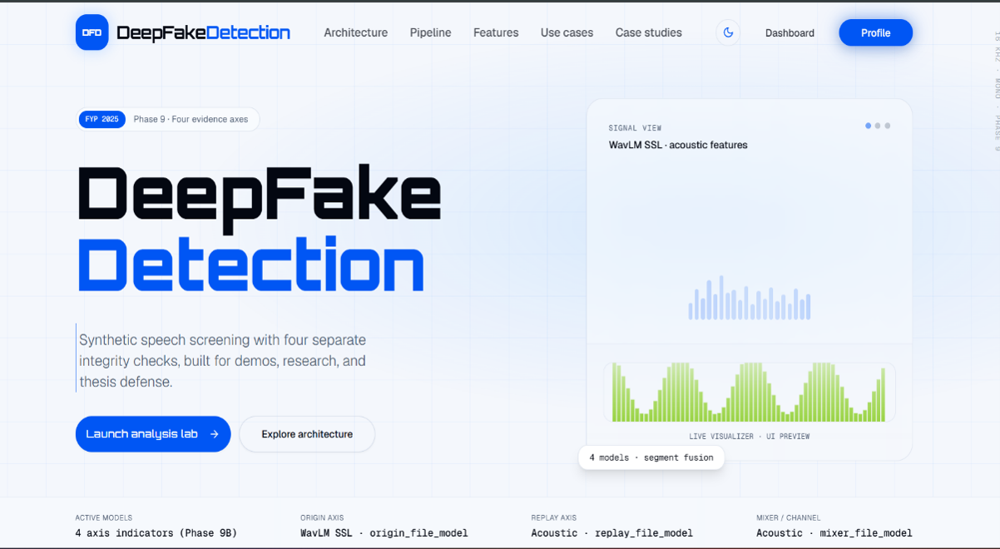 DFD
DeepFakeDetection
Architecture
Pipeline
Features
Use cases
Case studies
Dashboard
Profile
16 KHZ · MONO · PHASE 9
FYP 2025
Phase 9 · Four evidence axes
DeepFake
Detection
Synthetic speech screening with four separate
integrity checks, built for demos, research, and
thesis defense.
Launch analysis lab →
Explore architecture
SIGNAL VIEW
WavLM SSL · acoustic features
LIVE VISUALIZER · UI PREVIEW
4 models · segment fusion
ACTIVE MODELS
4 axis indicators (Phase 9B)
ORIGIN AXIS
WavLM SSL · origin_file_model
REPLAY AXIS
Acoustic · replay_file_model
MIXER / CHANNEL
Acoustic · mixer_file_model